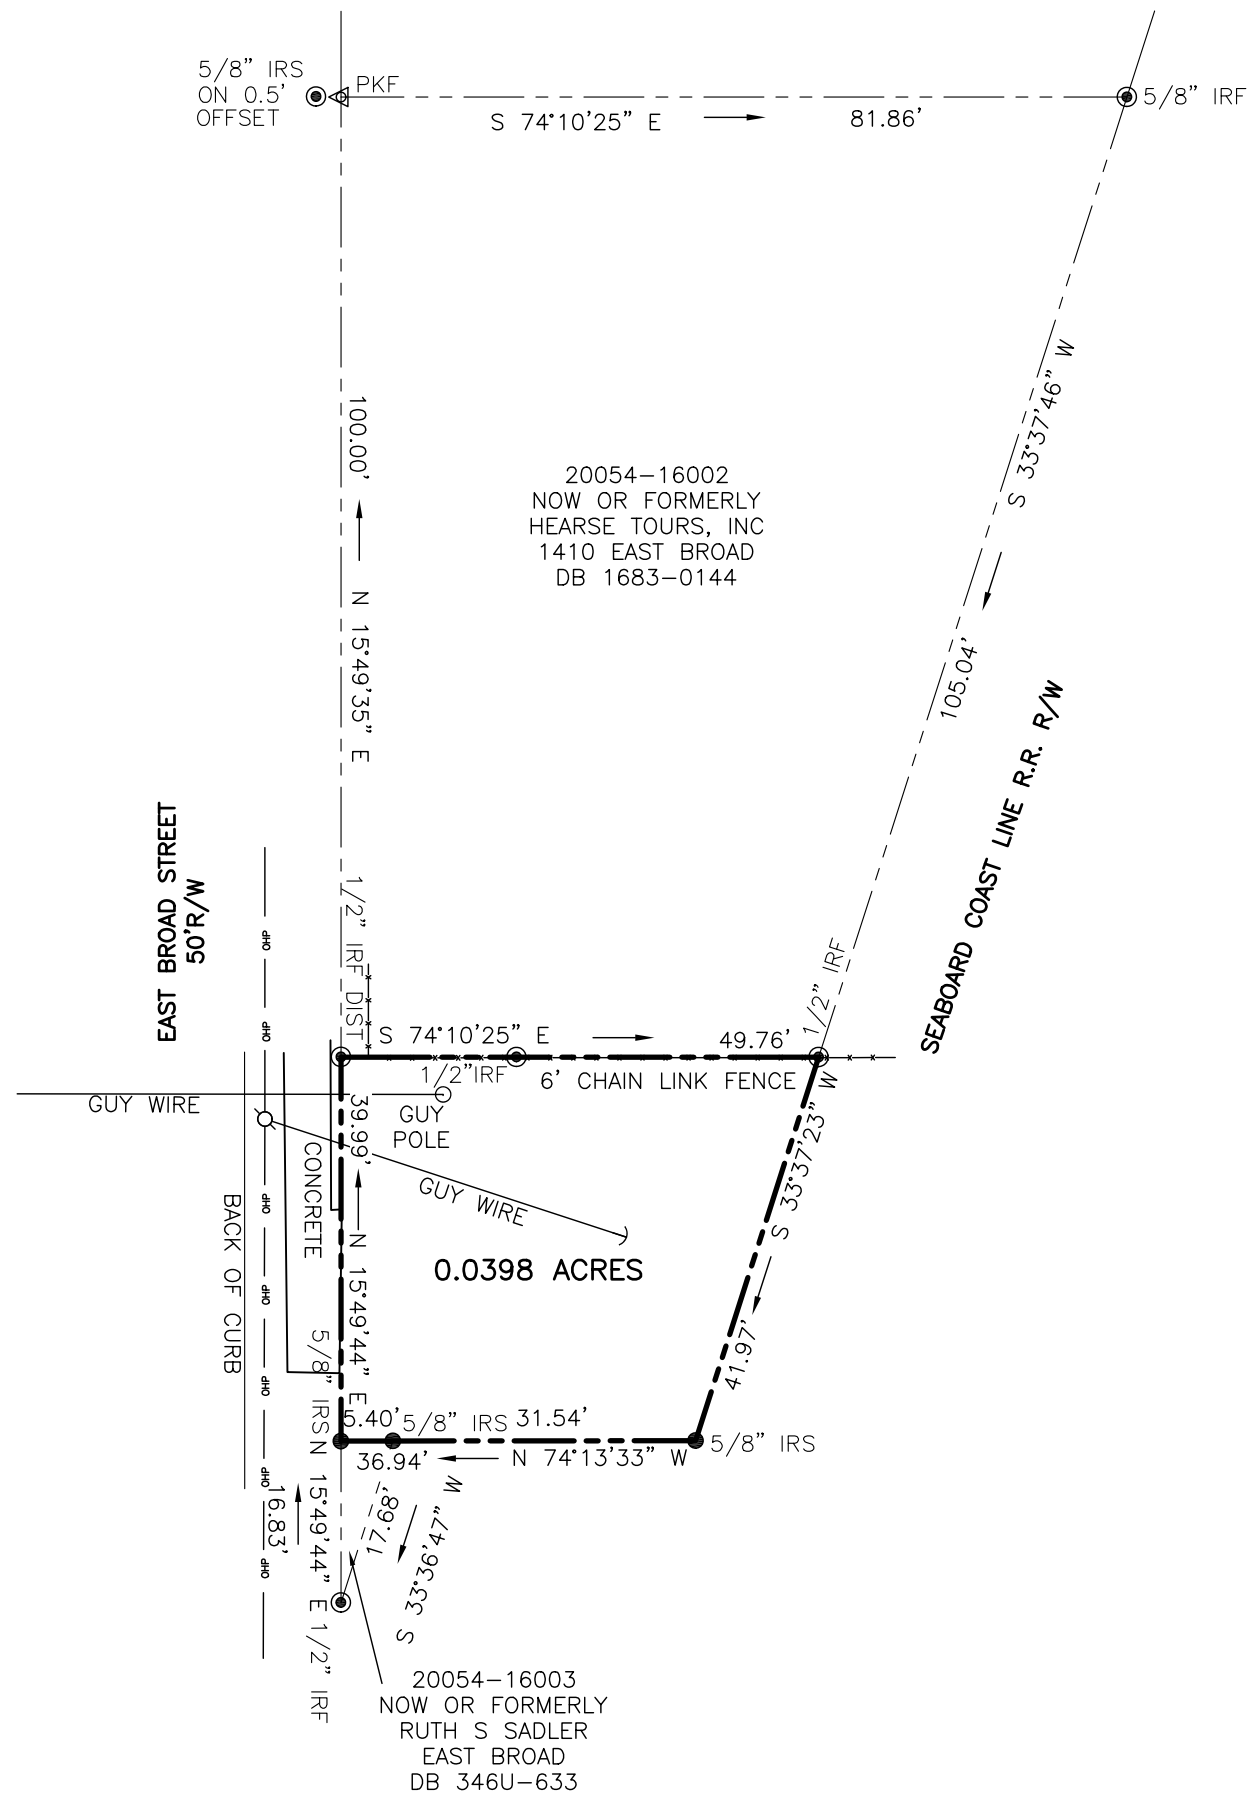 5/8” IRS
ON 0.5’
OFFSET
PKF
5/8” IRF
S 74°10’25” E
81.86’
100.00’
N 15°49’35” E
S 33°37’46” W
105.04’
20054–16002
NOW OR FORMERLY
HEARSE TOURS, INC
1410 EAST BROAD
DB 1683–0144
SEABOARD COAST LINE R.R. R/W
EAST BROAD STREET
50’R/W
1/2” IRF DIST
1/2” IRF
S 74°10’25” E
49.76’
1/2”IRF
6’ CHAIN LINK FENCE
GUY WIRE
GUY
POLE
39.99’
N 15°49’44” E
CONCRETE
BACK OF CURB
GUY WIRE
S 33°37’23” W
41.97’
0.0398 ACRES
OHP
OHP
OHP
OHP
OHP
OHP
OHP
5/8” IRS
5.40’
5/8” IRS
31.54’
36.94’
N 74°13’33” W
5/8” IRS
16.83’
N 15°49’44” E
1/2” IRF
17.68’
S 33°36’47” W
20054–16003
NOW OR FORMERLY
RUTH S SADLER
EAST BROAD
DB 346U–633